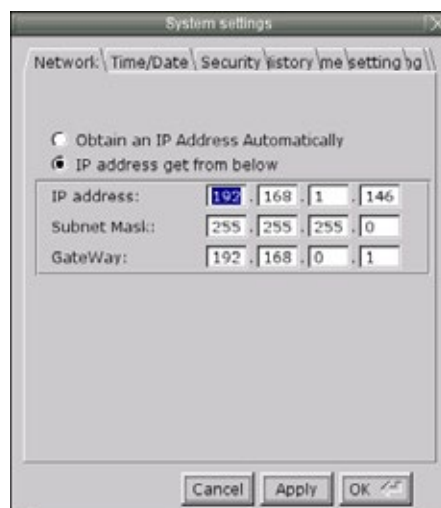 System settings
Network Time/Date Security istory me setting og
Obtain an IP Address Automatically
IP address get from below
IP address: 192 . 168 . 1 . 146
Subnet Mask: 255 . 255 . 255 . 0
GateWay: 192 . 168 . 0 . 1
Cancel Apply OK